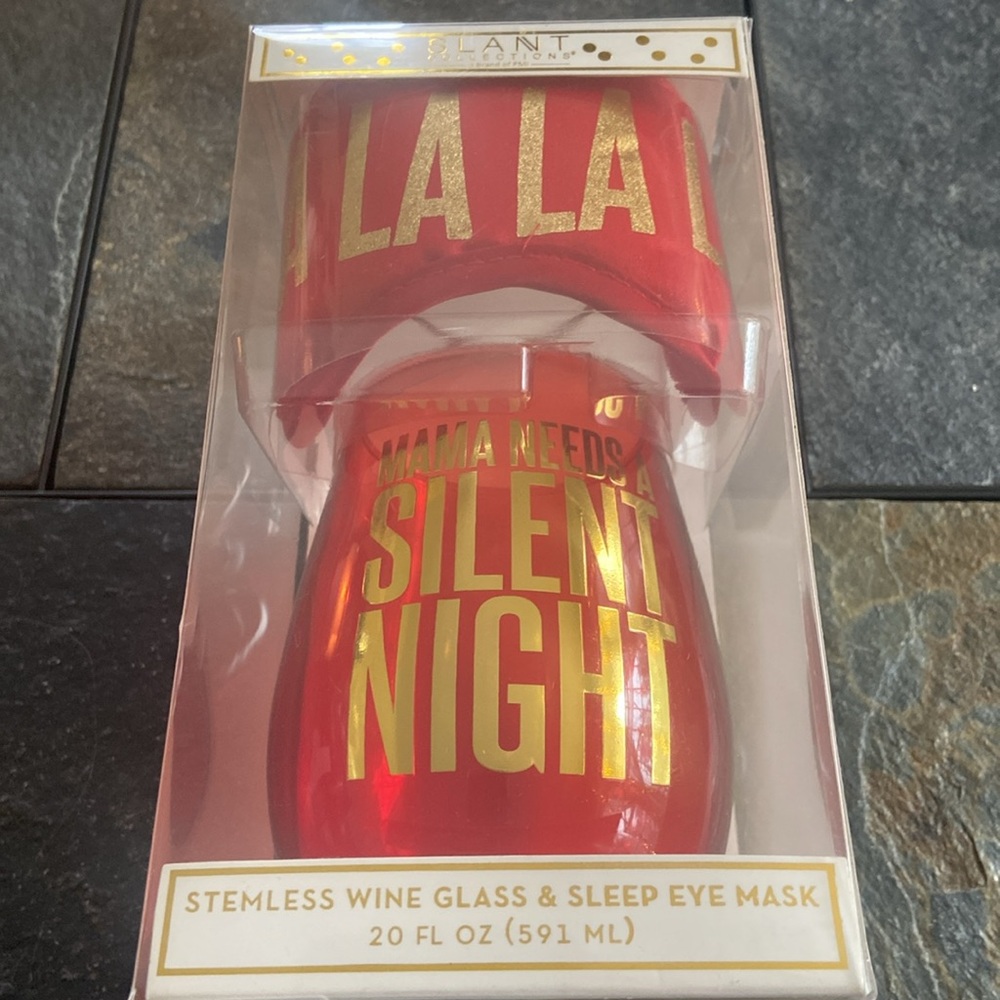 SLANT
COLLECTIONS
LA LA L
MAMA NEEDS A
SILENT
NIGHT
STEMLESS WINE GLASS & SLEEP EYE MASK
20 FL OZ (591 ML)